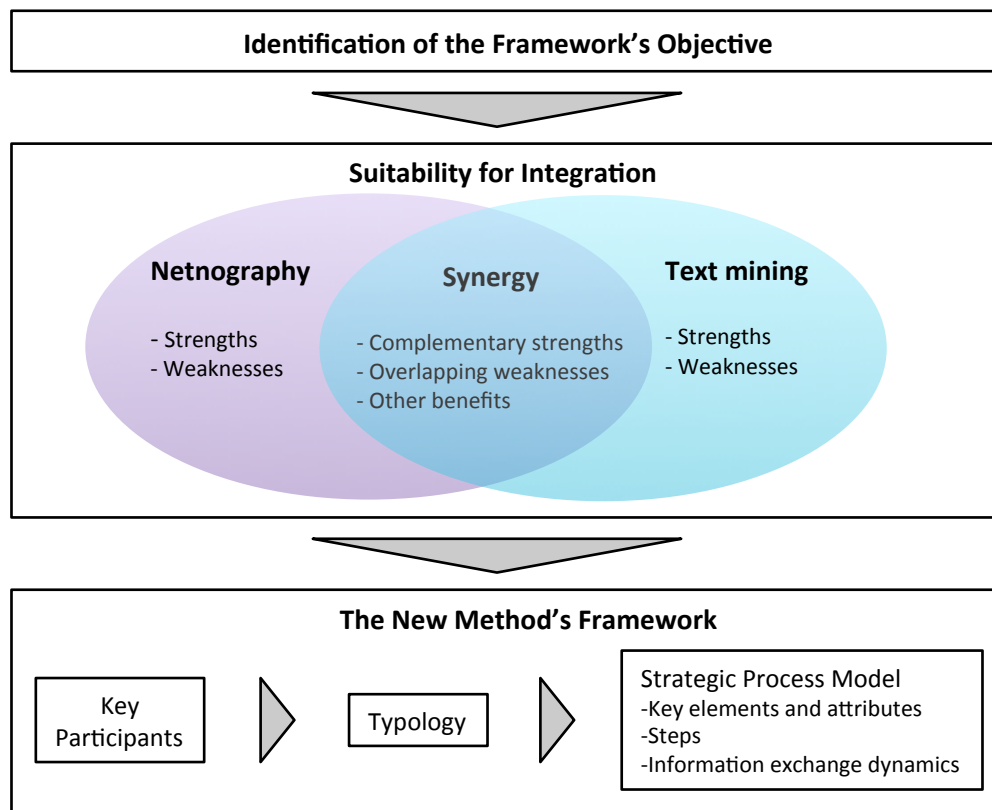 Identification of the Framework's Objective
Suitability for Integration
Netnography
- Strengths
- Weaknesses
Synergy
- Complementary strengths
- Overlapping weaknesses
- Other benefits
Text mining
- Strengths
- Weaknesses
The New Method's Framework
Key
Participants
Typology
Strategic Process Model
-Key elements and attributes
-Steps
-Information exchange dynamics